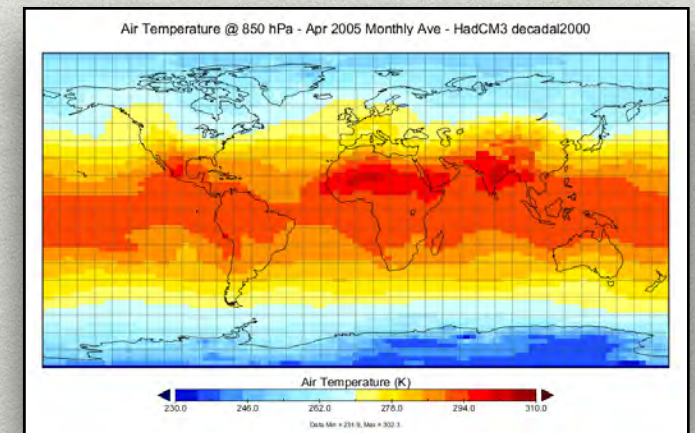 Air Temperature @ 850 hPa - Apr 2005 Monthly Ave - HadCM3 decadal2000
Air Temperature (K)
230.0 246.0 262.0 278.0 294.0 310.0
Data Min = 231.9, Max = 302.3